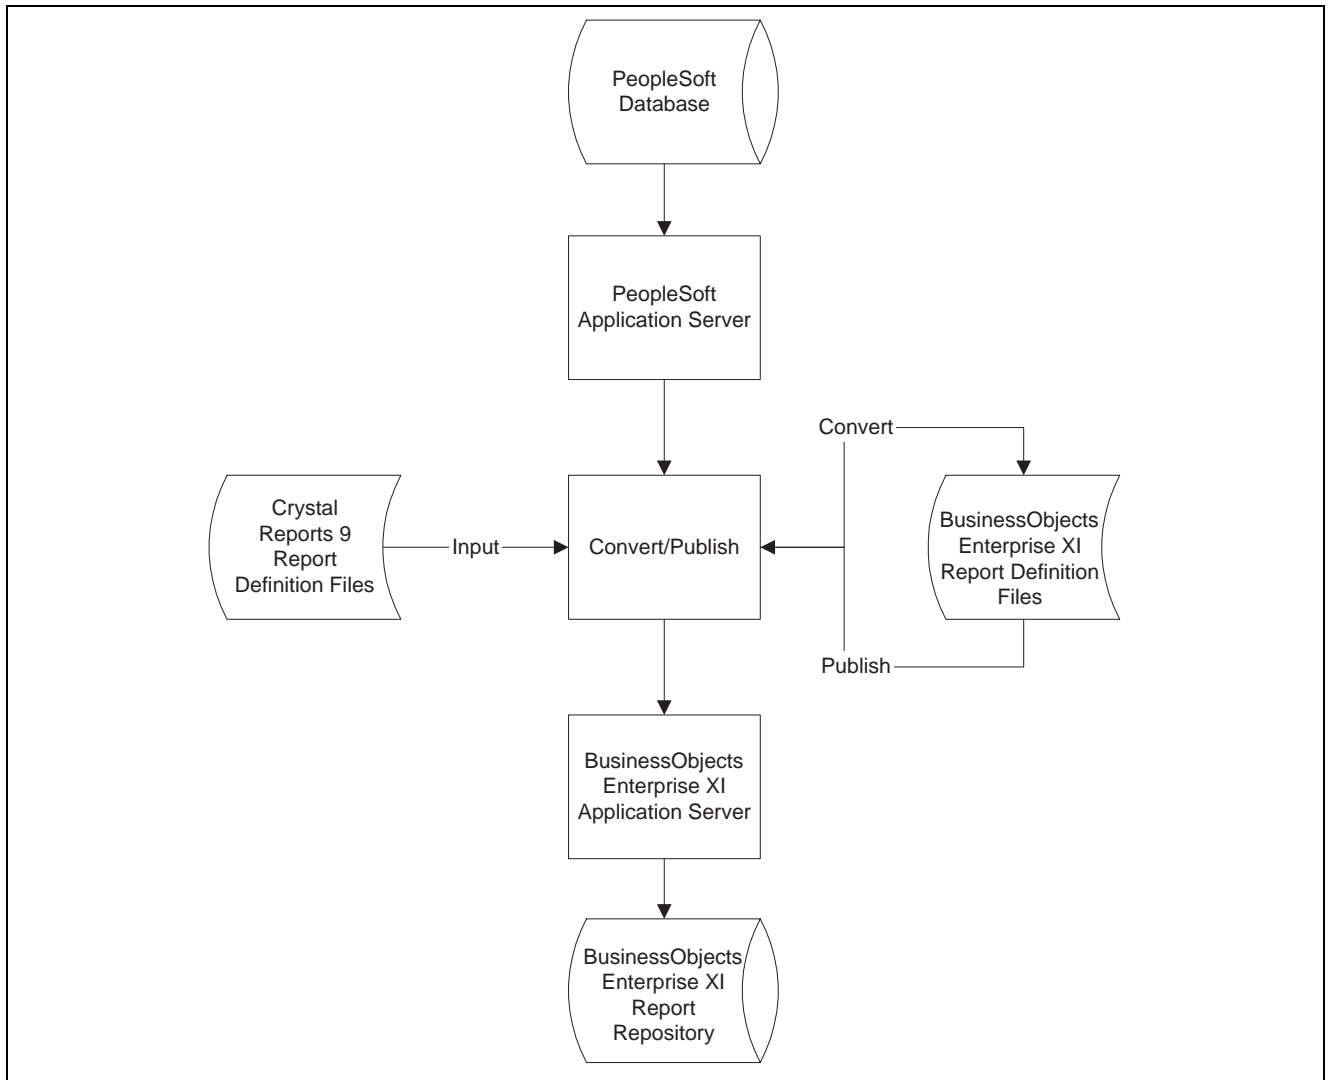 PeopleSoft
Database
PeopleSoft
Application Server
Convert
Crystal
Reports 9
Report
Definition Files
Input
Convert/Publish
BusinessObjects
Enterprise XI
Report Definition
Files
Publish
BusinessObjects
Enterprise XI
Application Server
BusinessObjects
Enterprise XI
Report
Repository